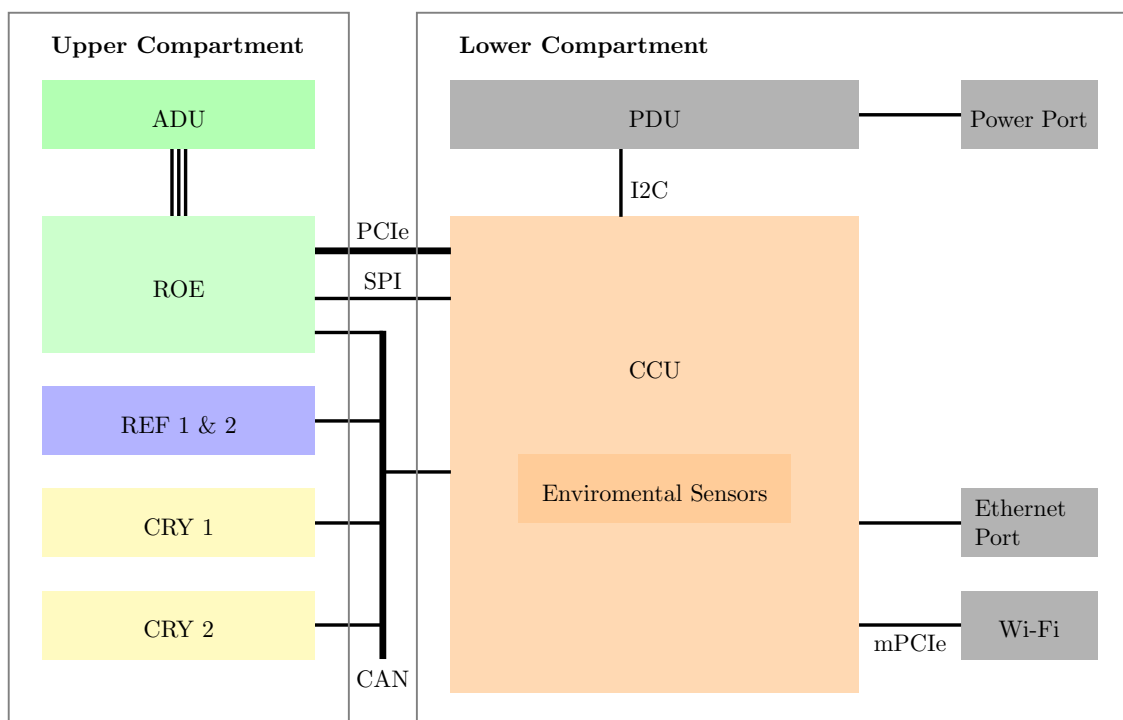 Upper Compartment
Lower Compartment
ADU
PDU
Power Port
I2C
PCIe
ROE
SPI
CCU
REF 1 & 2
Enviromental Sensors
CRY 1
Ethernet
Port
CRY 2
Wi-Fi
mPCIe
CAN